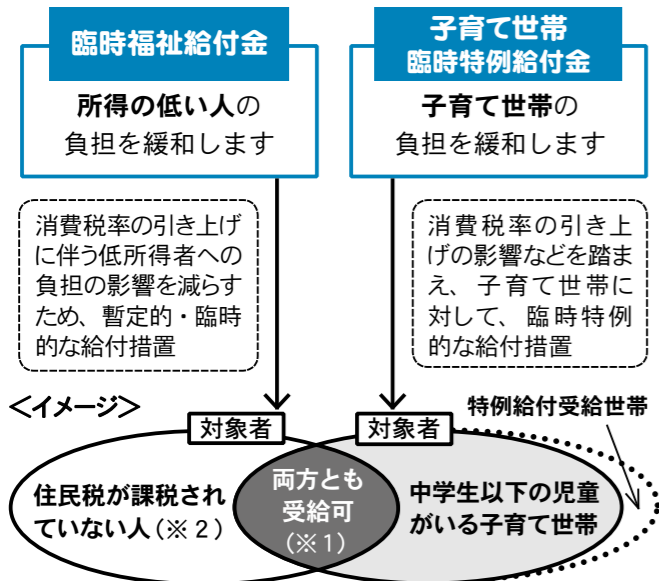 臨時福祉給付金
所得の低い人の
負担を緩和します
子育て世帯
臨時特例給付金
子育て世帯の
負担を緩和します
消費税率の引き上げ
に伴う低所得者への
負担の影響を減らす
ため、暫定的・臨時
的な給付措置
消費税率の引き上
げの影響などを踏ま
え、子育て世帯に
対して、臨時特例
的な給付措置
＜イメージ＞
対象者
対象者
特例給付受給世帯
住民税が課税され
ていない人(※２)
両方とも
受給可
(※１)
中学生以下の児童
がいる子育て世帯